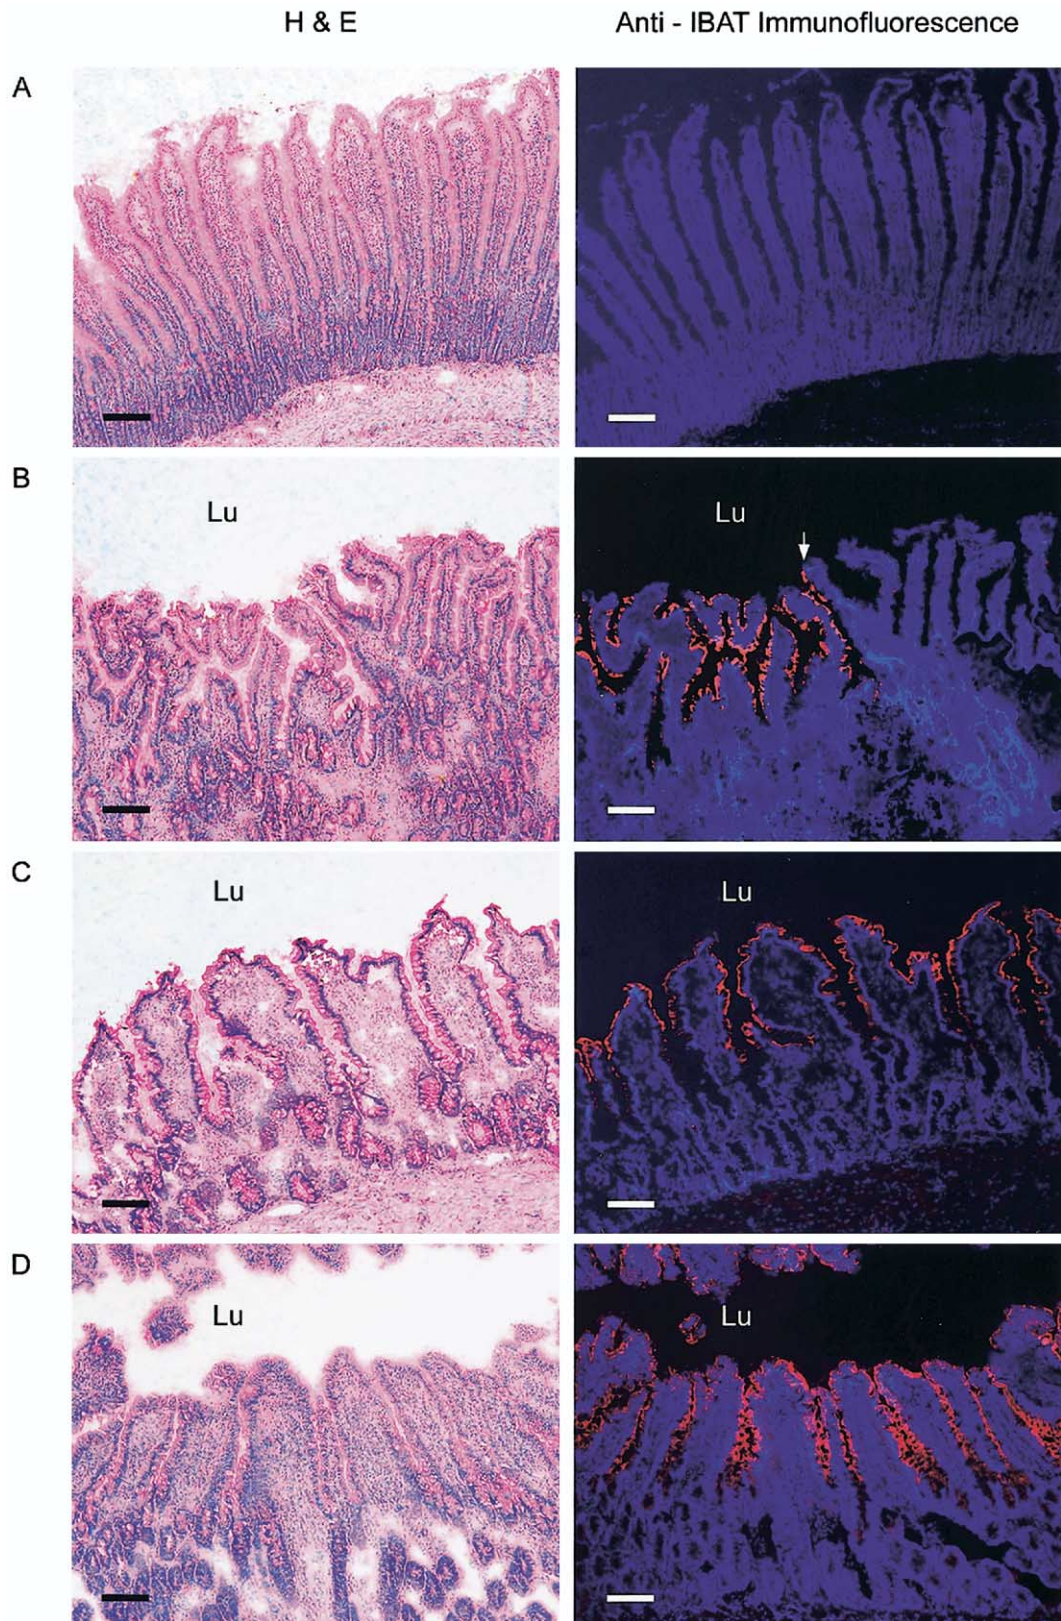 H & E Anti - IBAT Immunofluorescence
A
B
Lu Lu
C
Lu Lu
D
Lu Lu